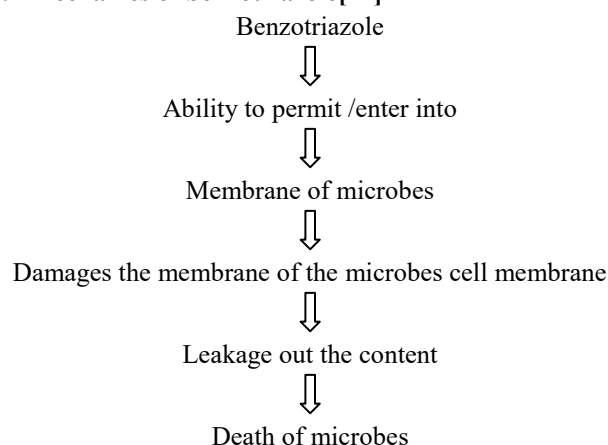 Benzotriazole
Ability to permit /enter into
Membrane of microbes
Damages the membrane of the microbes cell membrane
Leakage out the content
Death of microbes